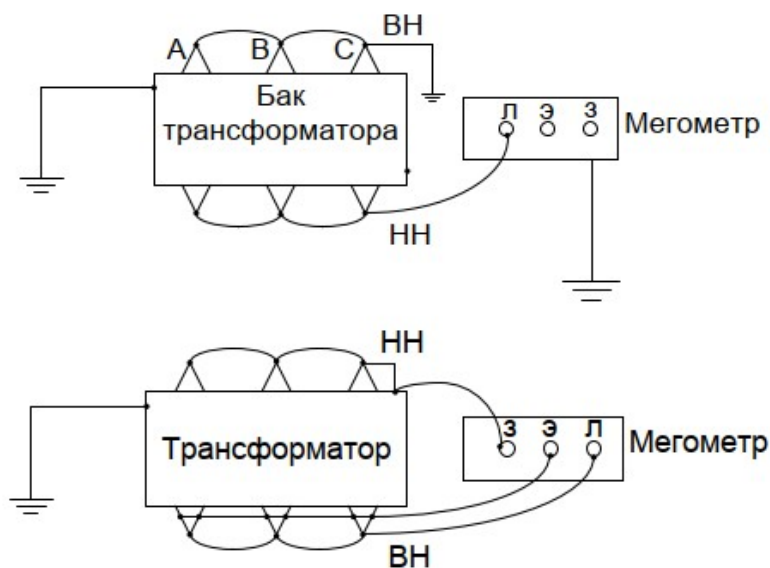 ВН
А В С
Бак
трансформатора
Л Э З
Мегометр
НН
НН
З Э Л
Трансформатор
Мегометр
ВН